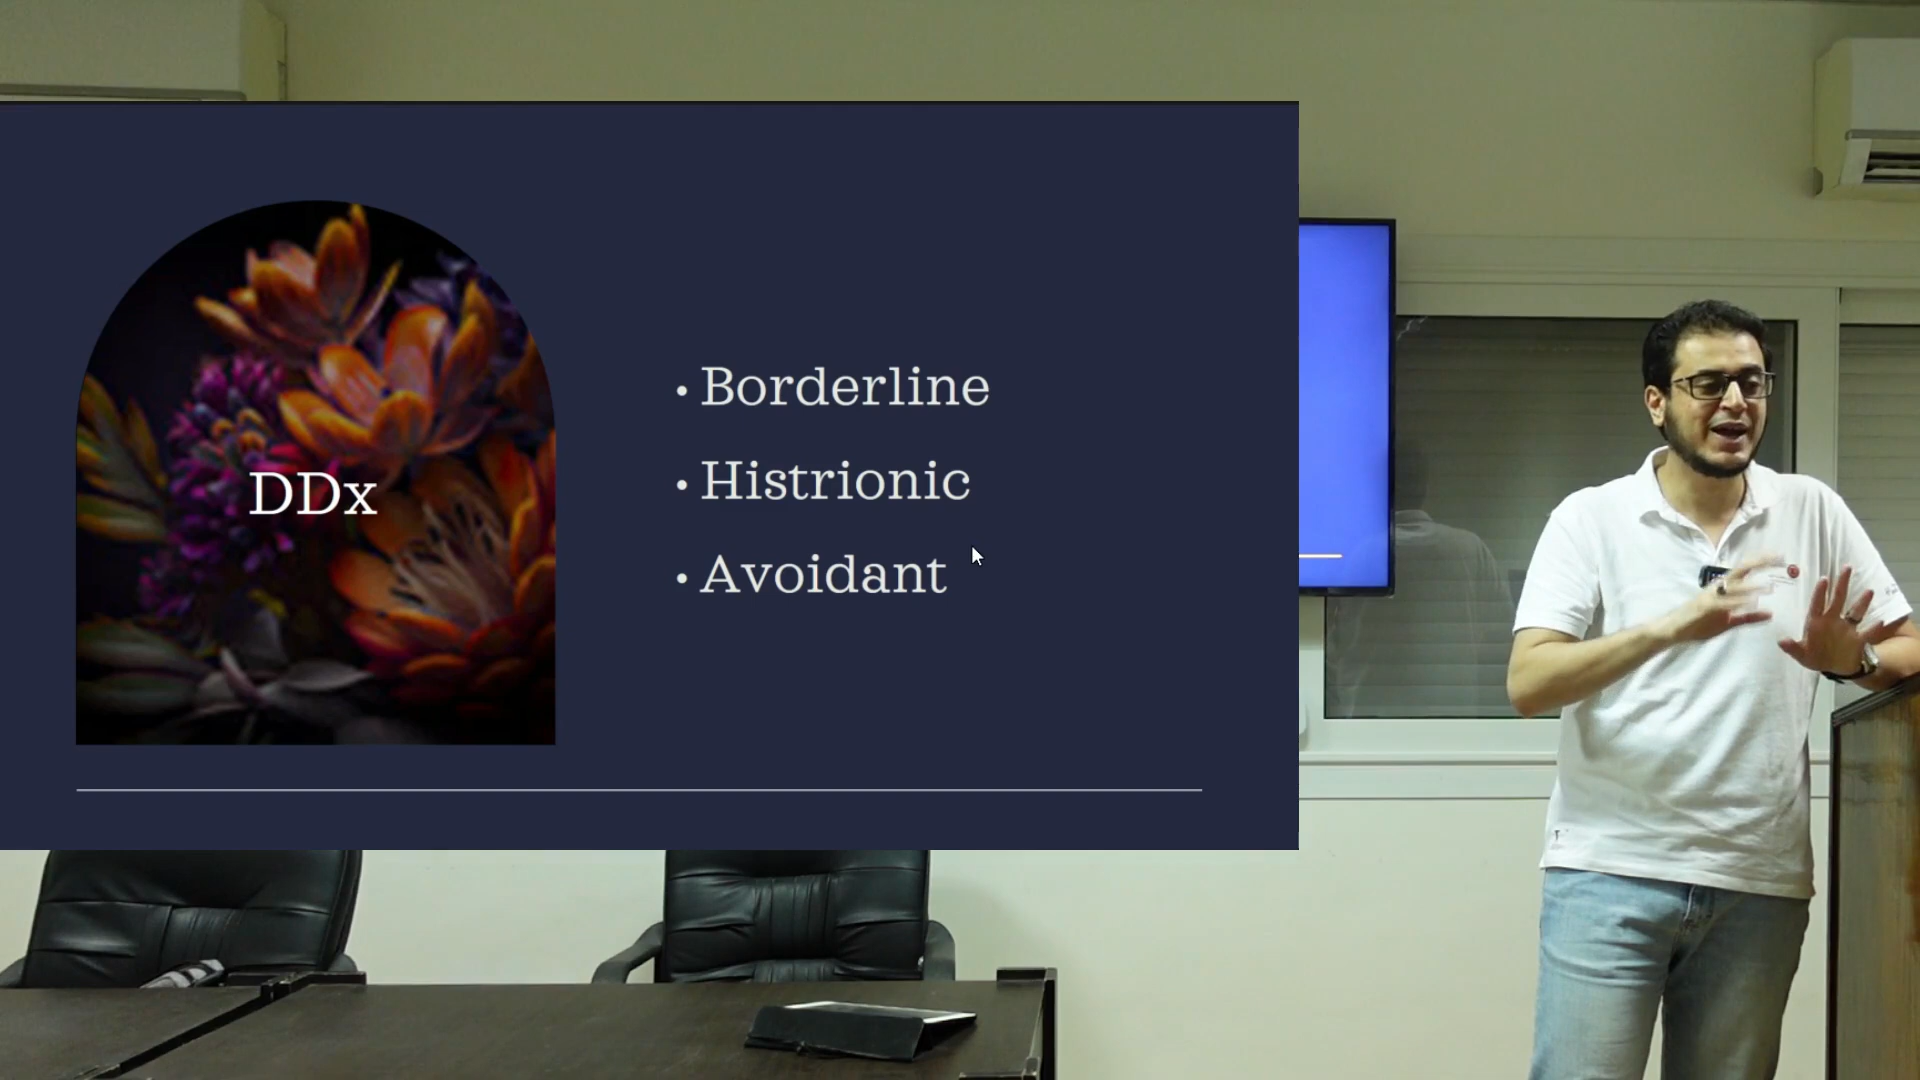 DDx
• Borderline
• Histrionic
• Avoidant